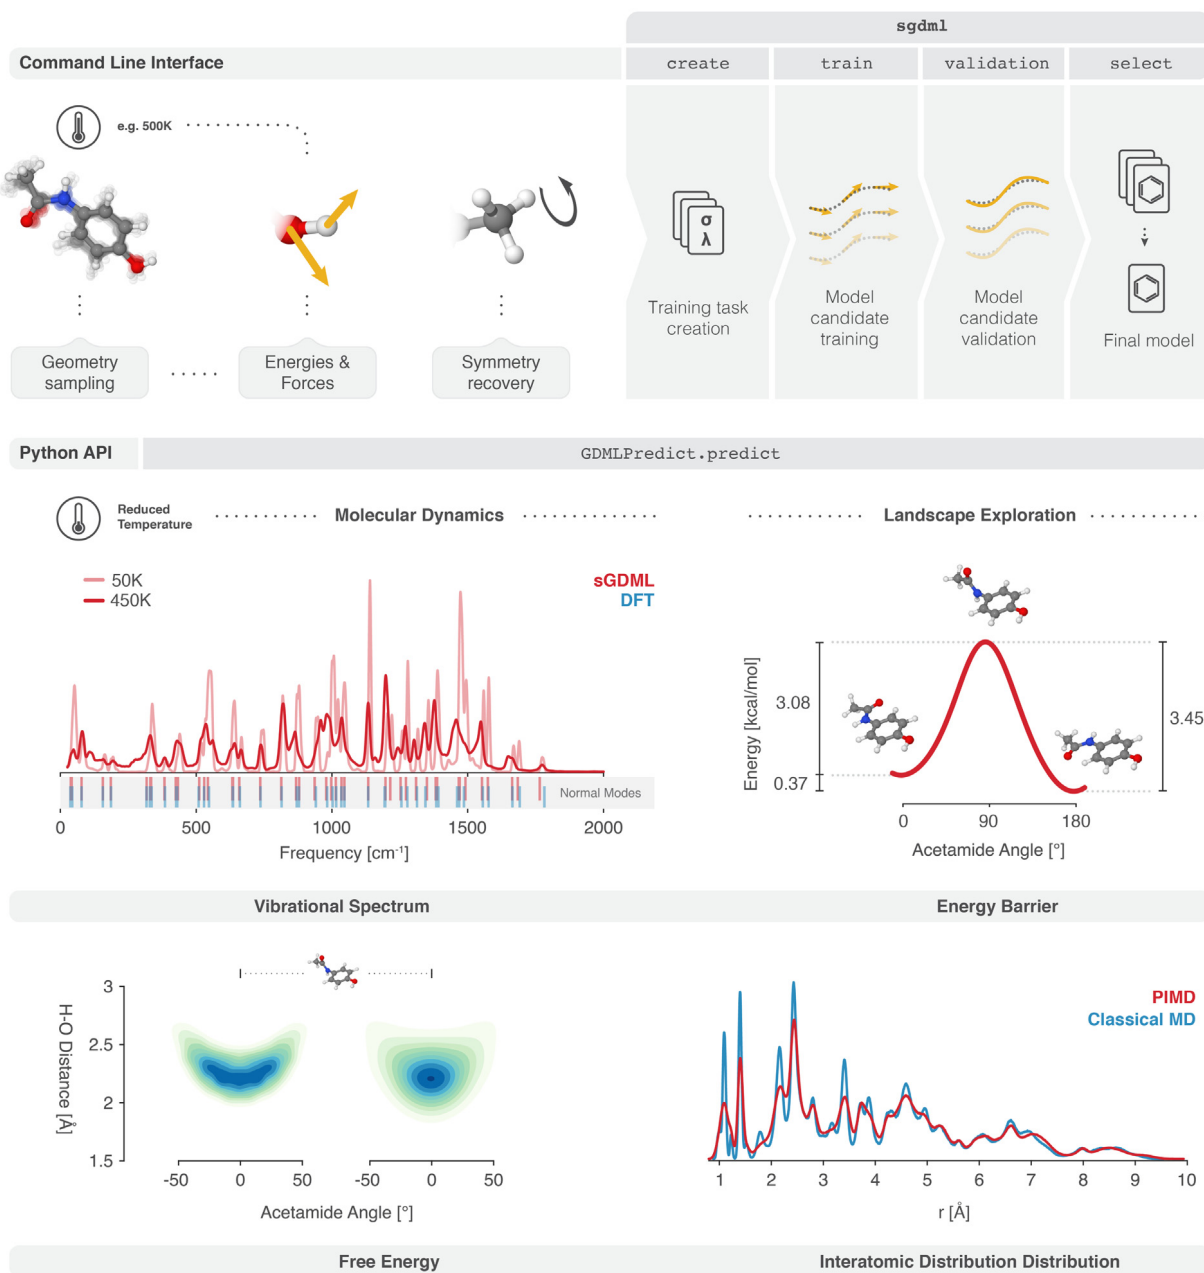 sgdml
Command Line Interface
create
train
validation
select
e.g. 500K
σ
λ
Training task
creation
Model
candidate
training
Model
candidate
validation
Final model
Geometry
sampling
Energies &
Forces
Symmetry
recovery
Python API
GDMLPredict.predict
Reduced
Temperature
Molecular Dynamics
Landscape Exploration
50K
450K
sGDML
DFT
Normal Modes
0
500
1000
1500
2000
Frequency [cm⁻¹]
Energy [kcal/mol]
3.08
0.37
3.45
0
90
180
Acetamide Angle [°]
Vibrational Spectrum
Energy Barrier
H-O Distance [Å]
3
2.5
2
1.5
-50
0
50
-50
0
50
Acetamide Angle [°]
PIMD
Classical MD
1
2
3
4
5
6
7
8
9
10
r [Å]
Free Energy
Interatomic Distribution Distribution